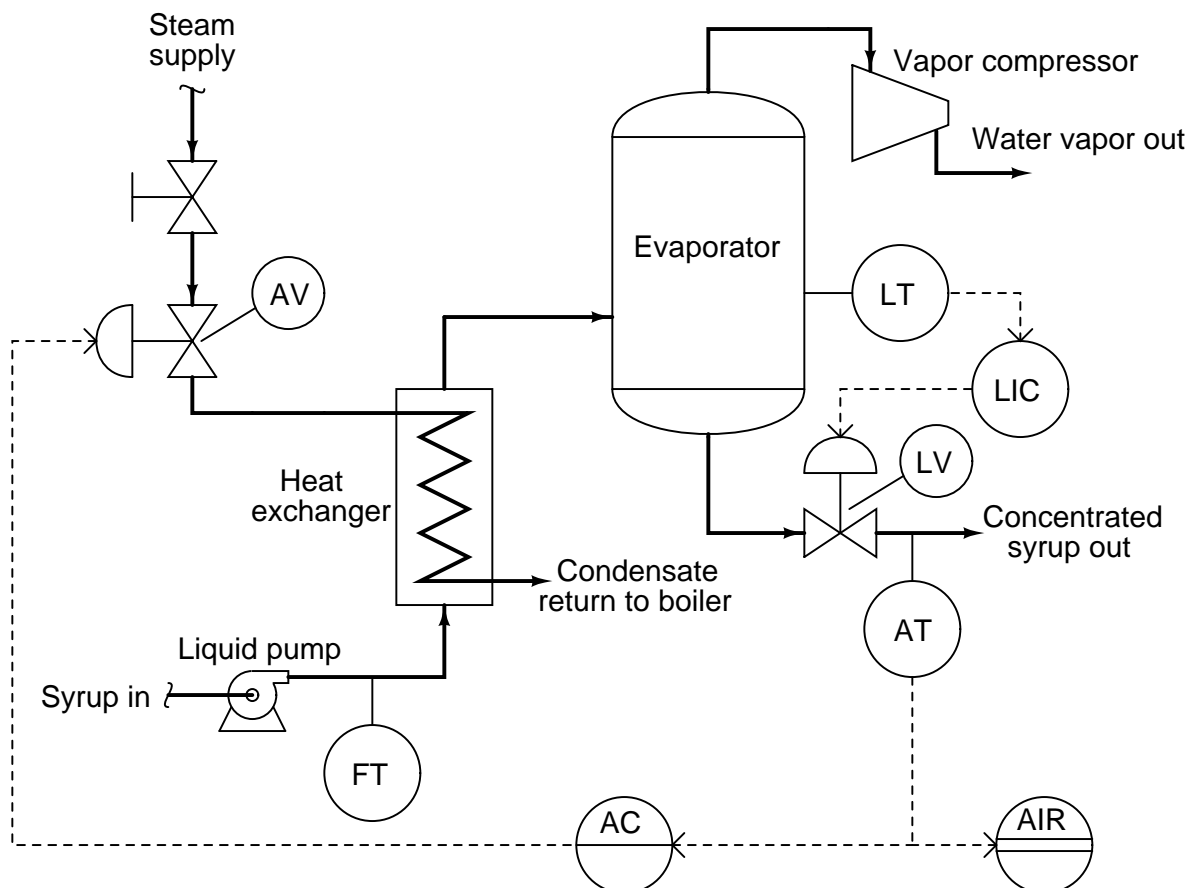 Steam
supply
Vapor compressor
Water vapor out
Evaporator
AV
LT
LIC
LV
Heat
exchanger
Concentrated
syrup out
Condensate
return to boiler
AT
Liquid pump
Syrup in
FT
AC
AIR